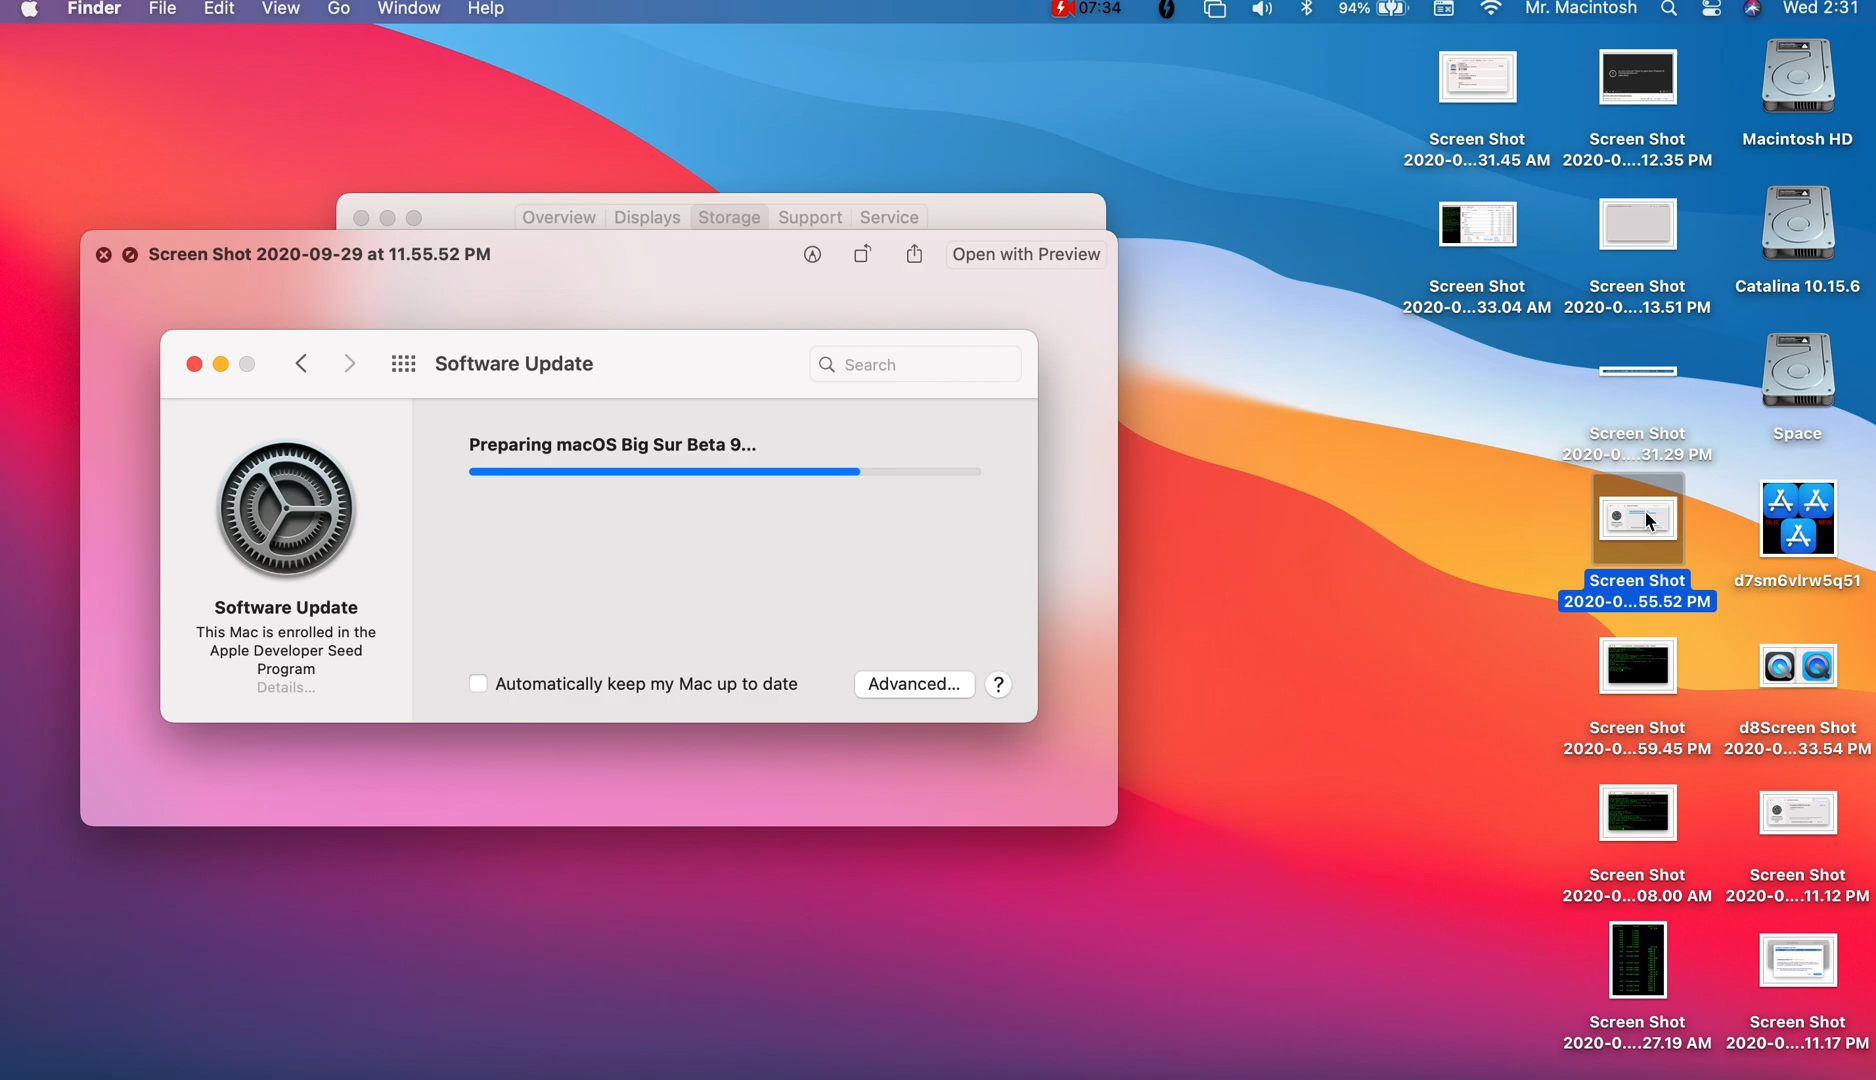 Finder File Edit View Go Window Help 07:34 94% Mr. Macintosh Wed 2:31
Overview Displays Storage Support Service
Screen Shot 2020-09-29 at 11.55.52 PM Open with Preview
Software Update Search
Preparing macOS Big Sur Beta 9...
Software Update
This Mac is enrolled in the
Apple Developer Seed
Program
Details...
Automatically keep my Mac up to date Advanced... ?
Screen Shot
2020-0...31.45 AM
Screen Shot
2020-0....12.35 PM
Macintosh HD
Screen Shot
2020-0...33.04 AM
Screen Shot
2020-0....13.51 PM
Catalina 10.15.6
Screen Shot
2020-0....31.29 PM
Space
Screen Shot
2020-0...55.52 PM
d7sm6vlrw5q51
Screen Shot
2020-0...59.45 PM
d8Screen Shot
2020-0...33.54 PM
Screen Shot
2020-0...08.00 AM
Screen Shot
2020-0....11.12 PM
Screen Shot
2020-0....27.19 AM
Screen Shot
2020-0....11.17 PM